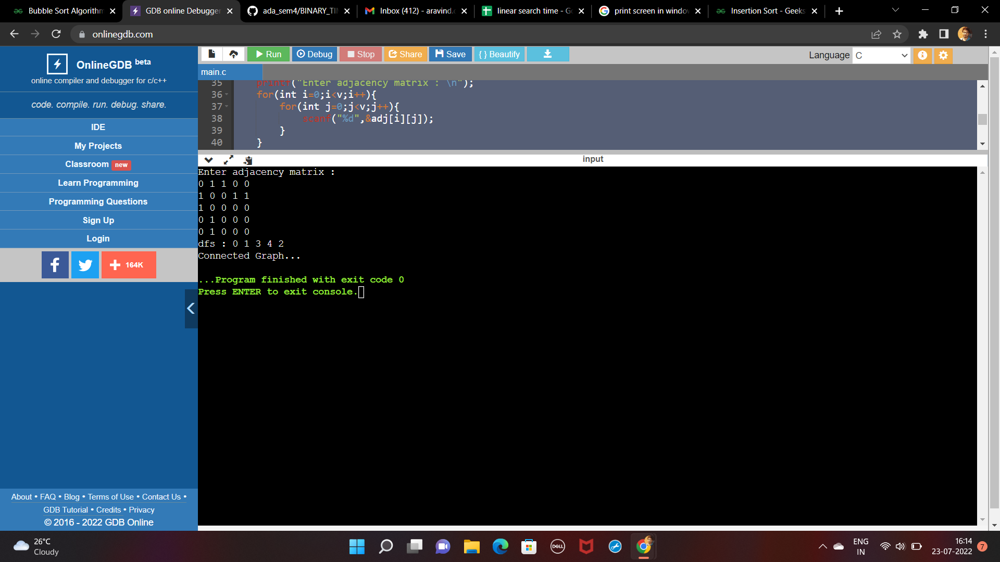 Bubble Sort Algorithm
GDB online Debugger
ada_sem4/BINARY_TI
Inbox (412) - aravind.
linear search time - Go
print screen in windo
Insertion Sort - Geeks
onlinegdb.com
OnlineGDB beta
online compiler and debugger for c/c++
code. compile. run. debug. share.
IDE
My Projects
Classroom new
Learn Programming
Programming Questions
Sign Up
Login
f
164K
About • FAQ • Blog • Terms of Use • Contact Us •
GDB Tutorial • Credits • Privacy
© 2016 - 2022 GDB Online
Run
Debug
Stop
Share
Save
{ } Beautify
Language C
main.c
35 printf("Enter adjacency matrix : \n");
36 for(int i=0;i<v;i++){
37 for(int j=0;j<v;j++){
38 scanf("%d",&adj[i][j]);
39 }
40 }
input
Enter adjacency matrix :
0 1 1 0 0
1 0 0 1 1
1 0 0 0 0
0 1 0 0 0
0 1 0 0 0
dfs : 0 1 3 4 2
Connected Graph...
...Program finished with exit code 0
Press ENTER to exit console.
26°C
Cloudy
DELL
ENG
IN
16:14
23-07-2022
7